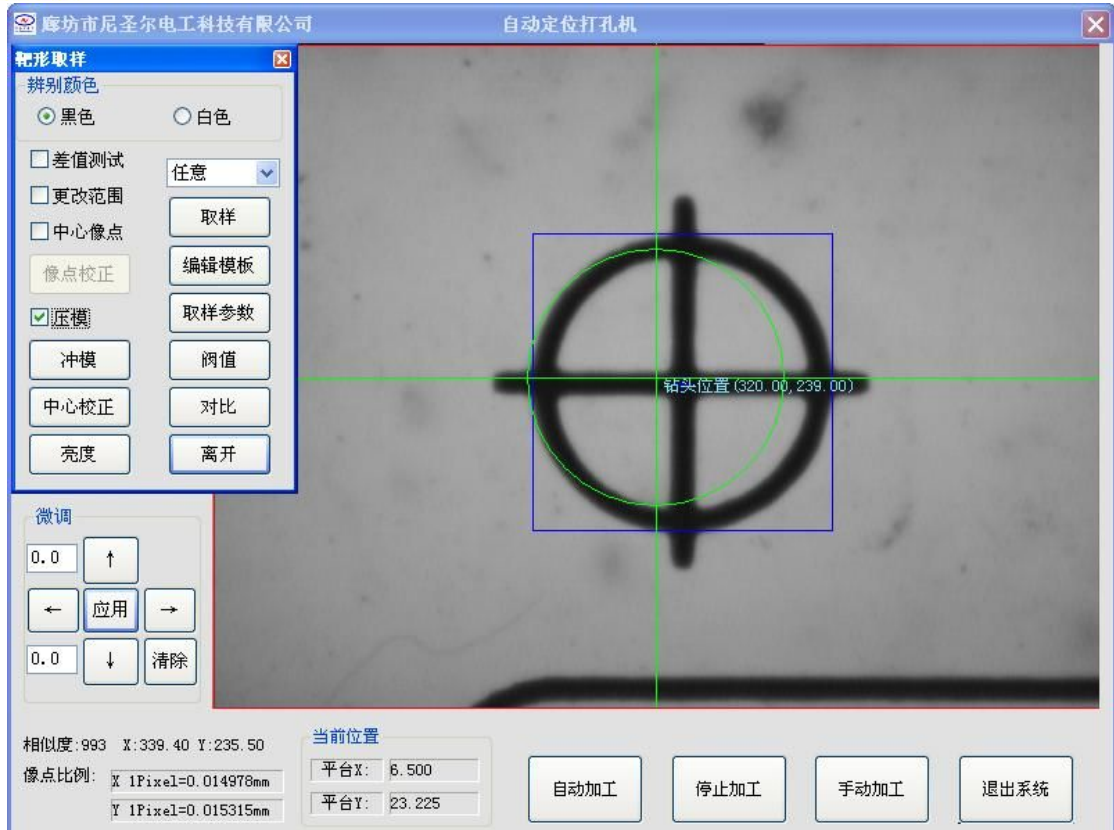 廊坊市尼圣尔电工科技有限公司 自动定位打孔机
靶形取样
辨别颜色
黑色 白色
差值测试 任意
更改范围 取样
中心像点
像点校正 编辑模板
压模 取样参数
冲模 阀值
中心校正 对比
亮度 离开
钻头位置(320.00,239.00)
微调
0.0 ↑
← 应用 →
0.0 ↓ 清除
相似度:993 X:339.40 Y:235.50
像点比例: X 1Pixel=0.014978mm
Y 1Pixel=0.015315mm
当前位置
平台X: 6.500
平台Y: 23.225
自动加工 停止加工 手动加工 退出系统